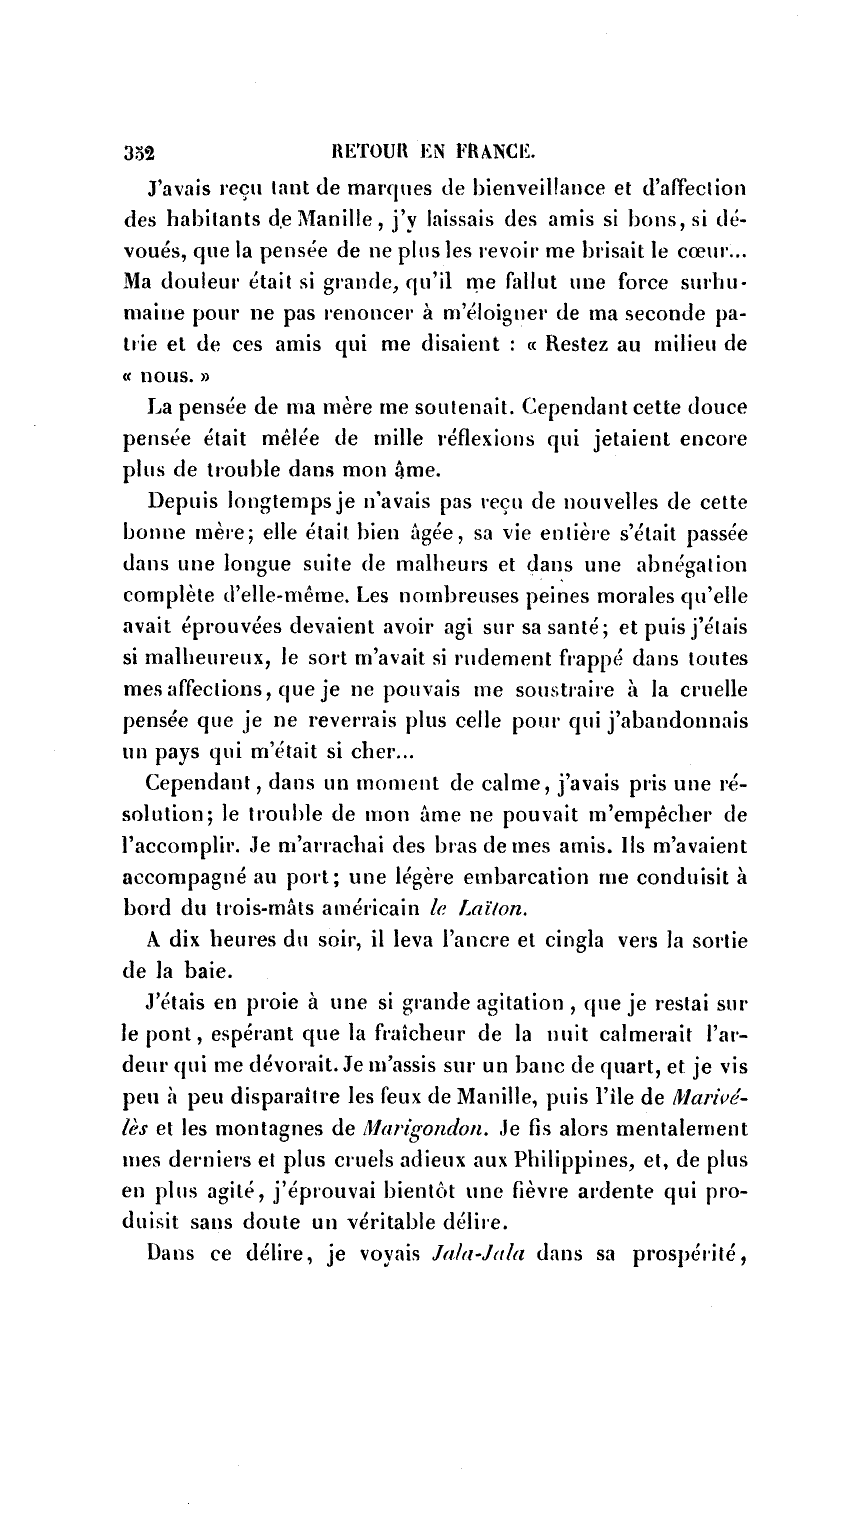 352 RETOUR EN FRANCE.
J'avais reçu tant de marques de bienveillance et d'affection
des habitants de Manille, j'y laissais des amis si bons, si dé-
voués, que la pensée de ne plus les revoir me brisait le cœur...
Ma douleur était si grande, qu'il me fallut une force surhu-
maine pour ne pas renoncer à m'éloigner de ma seconde pa-
trie et de ces amis qui me disaient : « Restez au milieu de
« nous. »
La pensée de ma mère me soutenait. Cependant cette douce
pensée était mêlée de mille réflexions qui jetaient encore
plus de trouble dans mon âme.
Depuis longtemps je n'avais pas reçu de nouvelles de cette
bonne mère; elle était bien âgée, sa vie entière s'était passée
dans une longue suite de malheurs et dans une abnégation
complète d'elle-même. Les nombreuses peines morales qu'elle
avait éprouvées devaient avoir agi sur sa santé; et puis j'étais
si malheureux, le sort m'avait si rudement frappé dans toutes
mes affections, que je ne pouvais me soustraire à la cruelle
pensée que je ne reverrais plus celle pour qui j'abandonnais
un pays qui m'était si cher...
Cependant, dans un moment de calme, j'avais pris une ré-
solution; le trouble de mon âme ne pouvait m'empêcher de
l'accomplir. Je m'arrachai des bras de mes amis. Ils m'avaient
accompagné au port; une légère embarcation me conduisit à
bord du trois-mâts américain le Laïton.
A dix heures du soir, il leva l'ancre et cingla vers la sortie
de la baie.
J'étais en proie à une si grande agitation, que je restai sur
le pont, espérant que la fraîcheur de la nuit calmerait l'ar-
deur qui me dévorait. Je m'assis sur un banc de quart, et je vis
peu à peu disparaître les feux de Manille, puis l'île de Marivé-
lès et les montagnes de Marigondon. Je fis alors mentalement
mes derniers et plus cruels adieux aux Philippines, et, de plus
en plus agité, j'éprouvai bientôt une fièvre ardente qui pro-
duisit sans doute un véritable délire.
Dans ce délire, je voyais Jala-Jala dans sa prospérité,